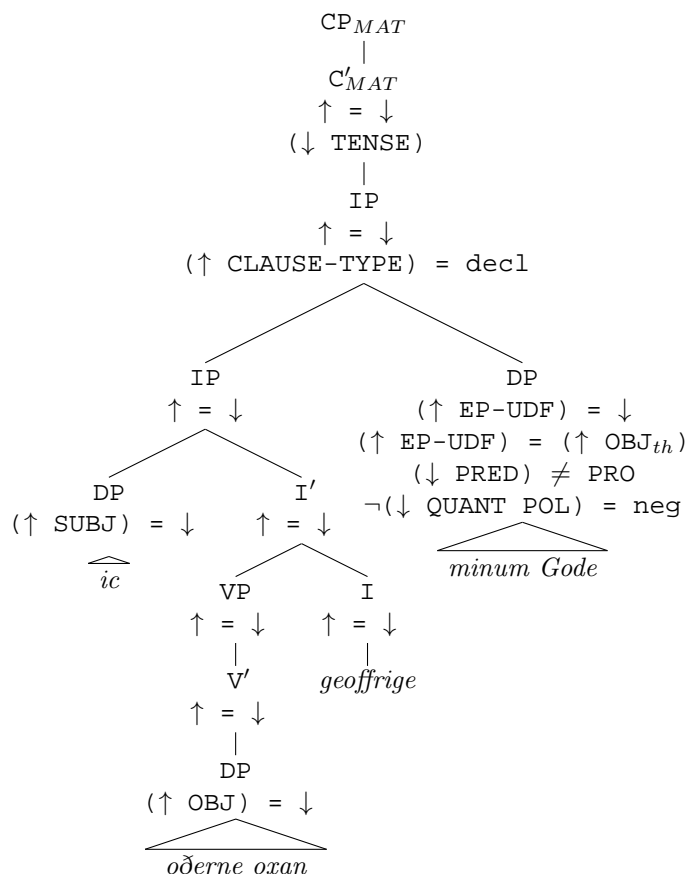 CP_MAT
C′_MAT
↑ = ↓
(↓ TENSE)
IP
↑ = ↓
(↑ CLAUSE-TYPE) = decl
IP DP
↑ = ↓ (↑ EP-UDF) = ↓
(↑ EP-UDF) = (↑ OBJ_th)
DP I′ (↓ PRED) ≠ PRO
(↑ SUBJ) = ↓ ↑ = ↓ ¬(↓ QUANT POL) = neg
ic VP I minum Gode
↑ = ↓ ↑ = ↓
V′ geoffrige
↑ = ↓
DP
(↑ OBJ) = ↓
oðerne oxan